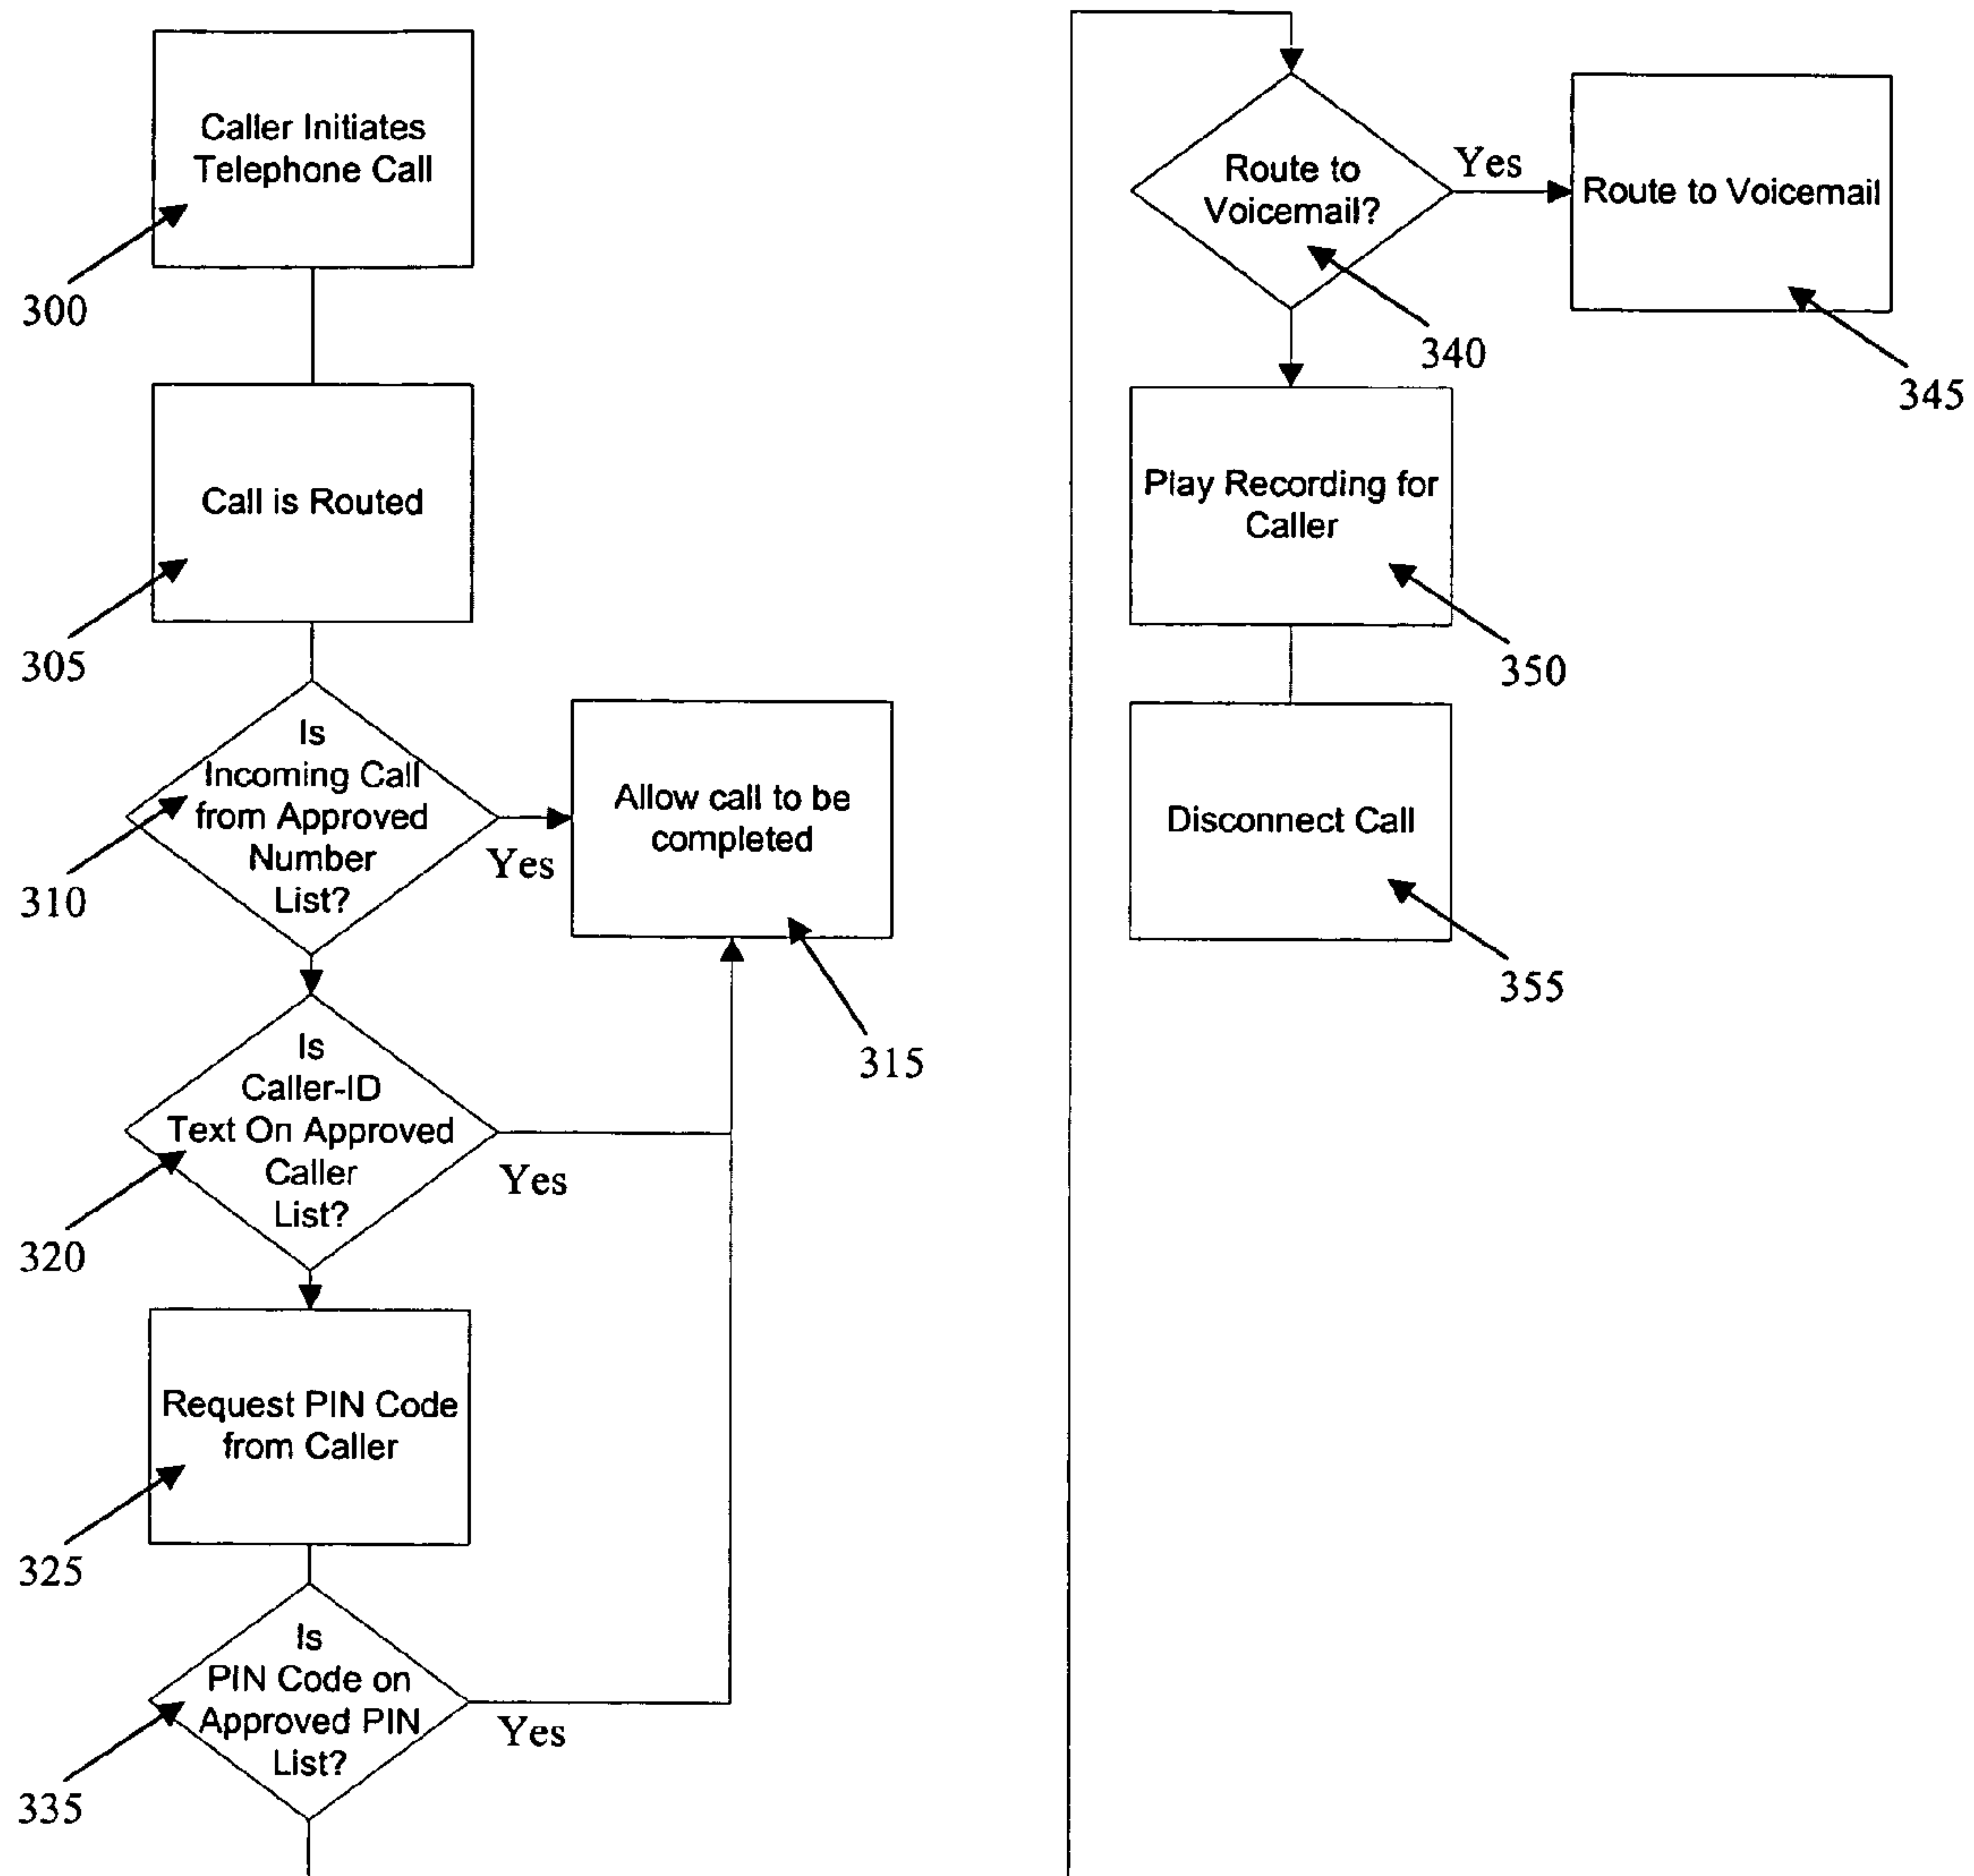 Caller Initiates
Telephone Call
300
Call is Routed
305
Is
Incoming Call
from Approved
Number
List?
310
Yes
Allow call to be
completed
315
Is
Caller-ID
Text On Approved
Caller
List?
320
Yes
Request PIN Code
from Caller
325
Is
PIN Code on
Approved PIN
List?
335
Yes
Route to
Voicemail?
340
Yes
Route to Voicemail
345
Play Recording for
Caller
350
Disconnect Call
355